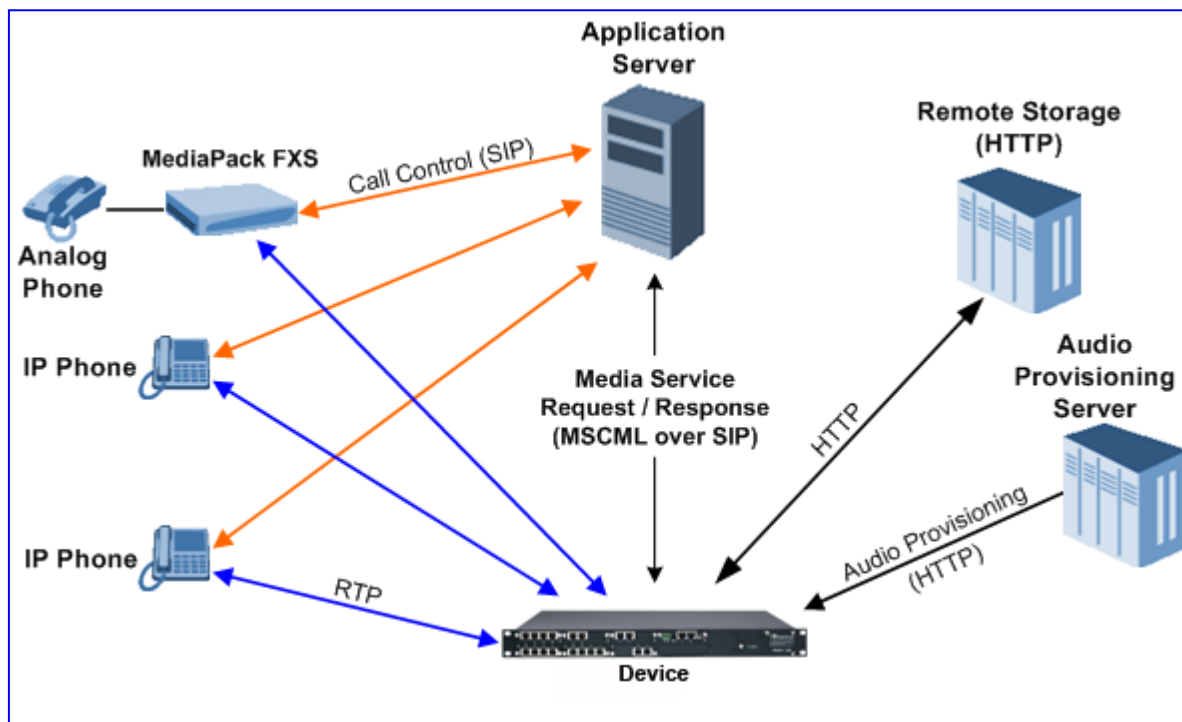 Application
Server
Remote Storage
(HTTP)
MediaPack FXS
Call Control (SIP)
Analog
Phone
IP Phone
Audio
Provisioning
Server
Media Service
Request / Response
(MSCML over SIP)
HTTP
Audio Provisioning
(HTTP)
IP Phone
RTP
Device